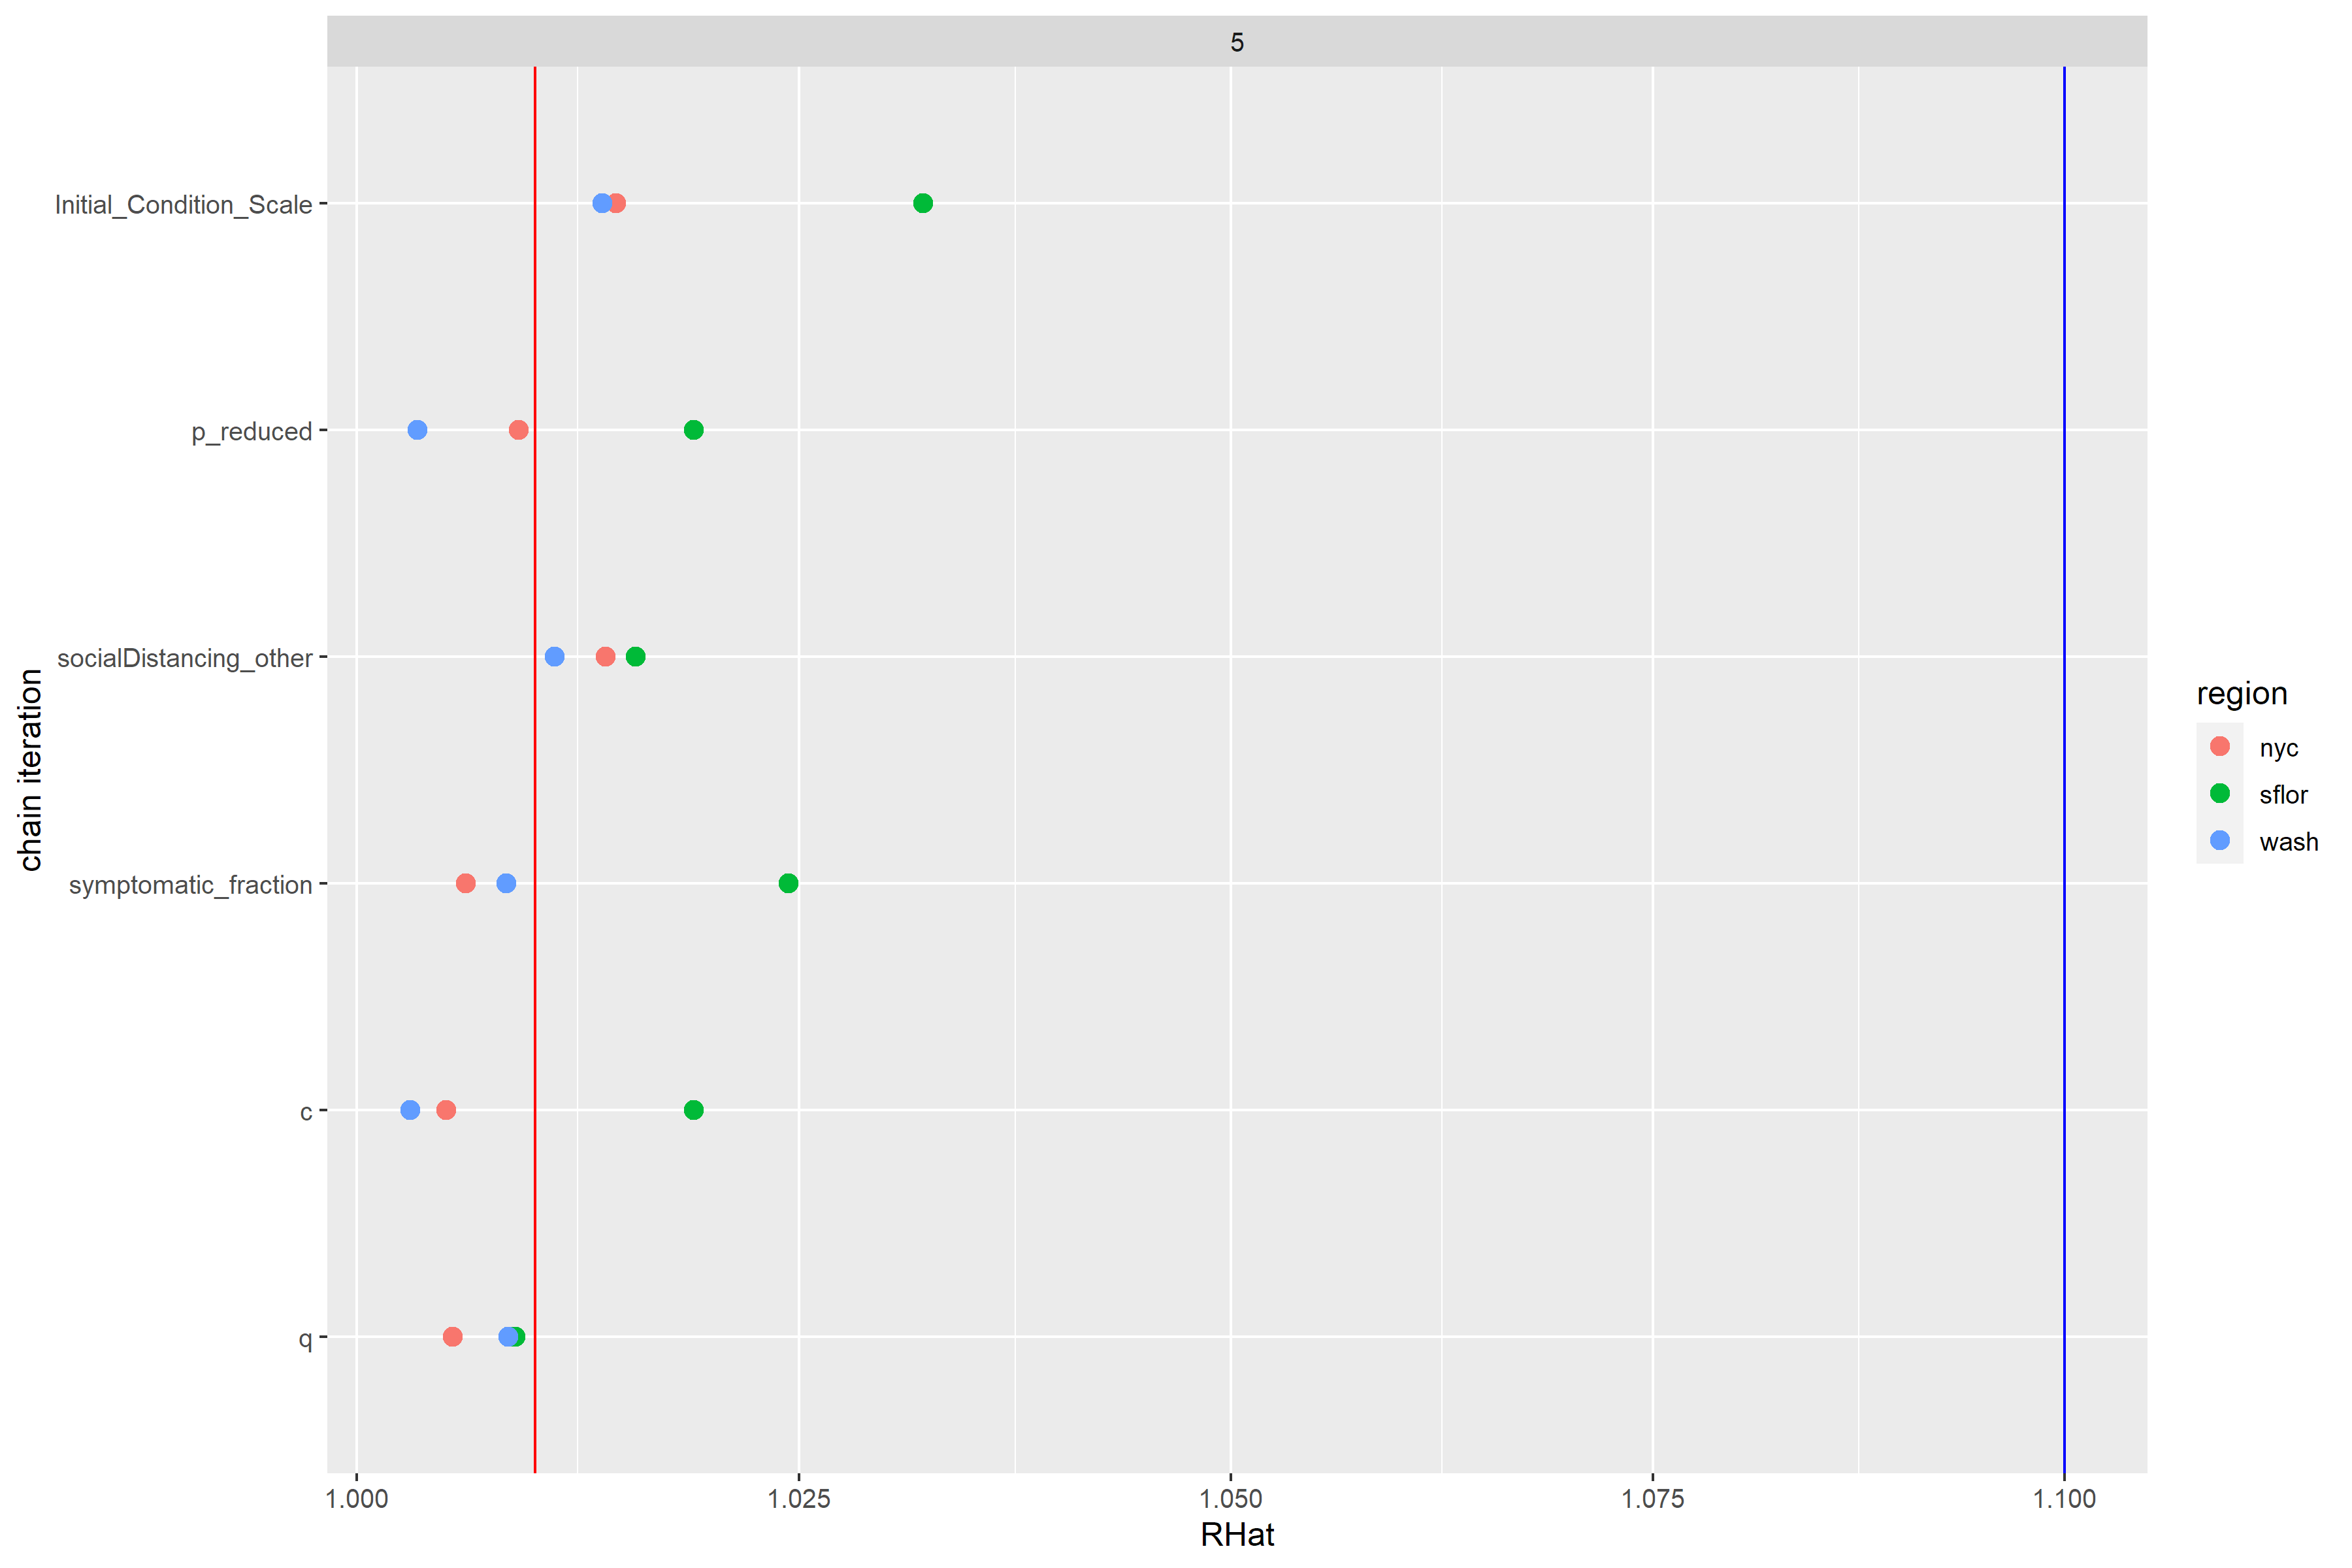 5
Initial_Condition_Scale
p_reduced
socialDistancing_other
symptomatic_fraction
c
q
chain iteration
1.000
1.025
1.050
1.075
1.100
RHat
region
nyc
sflor
wash